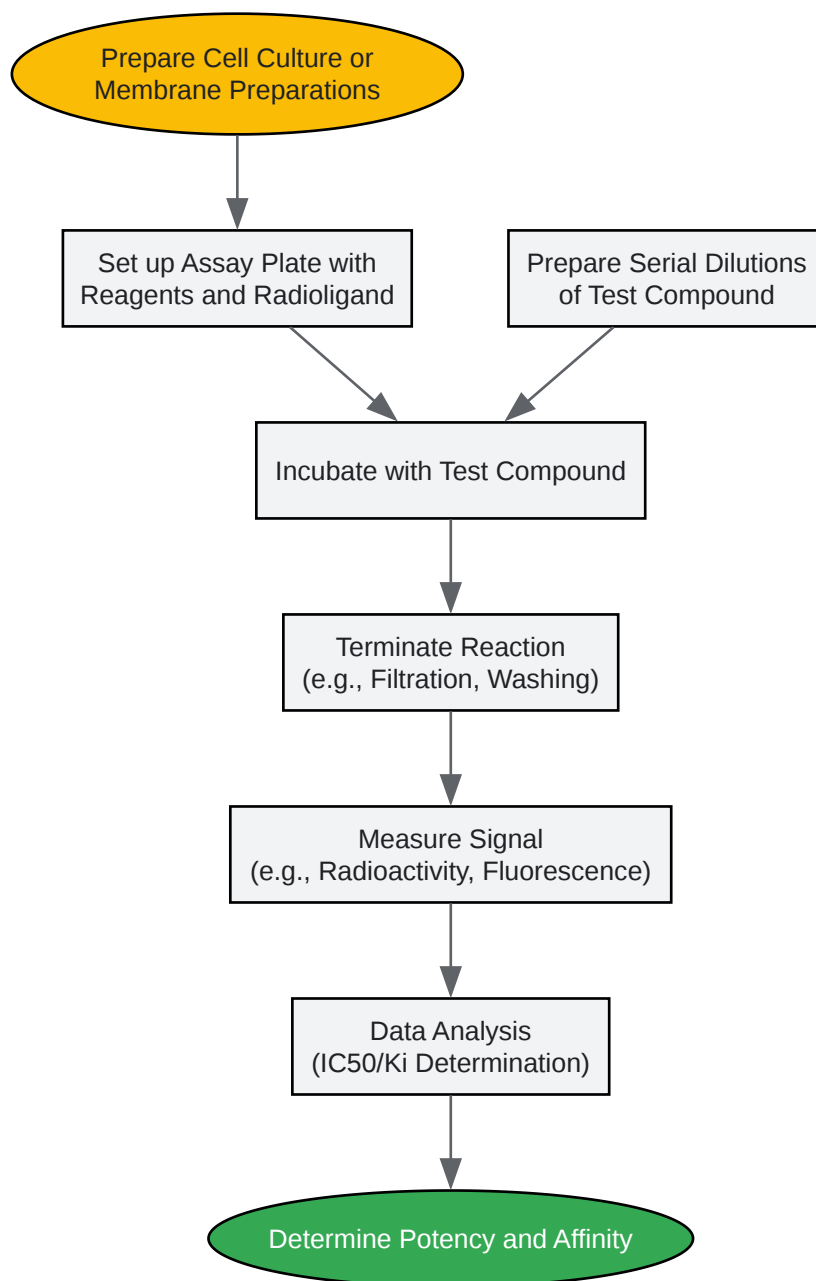 Prepare Cell Culture or
Membrane Preparations
Set up Assay Plate with
Reagents and Radioligand
Prepare Serial Dilutions
of Test Compound
Incubate with Test Compound
Terminate Reaction
(e.g., Filtration, Washing)
Measure Signal
(e.g., Radioactivity, Fluorescence)
Data Analysis
(IC50/Ki Determination)
Determine Potency and Affinity